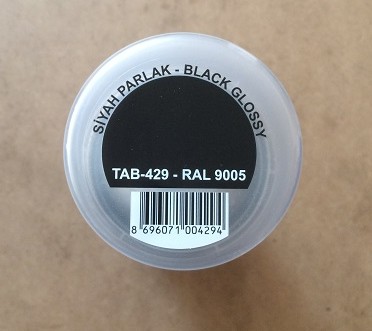 SİYAH PARLAK - BLACK GLOSSY
TAB-429 - RAL 9005
8 696071 004294